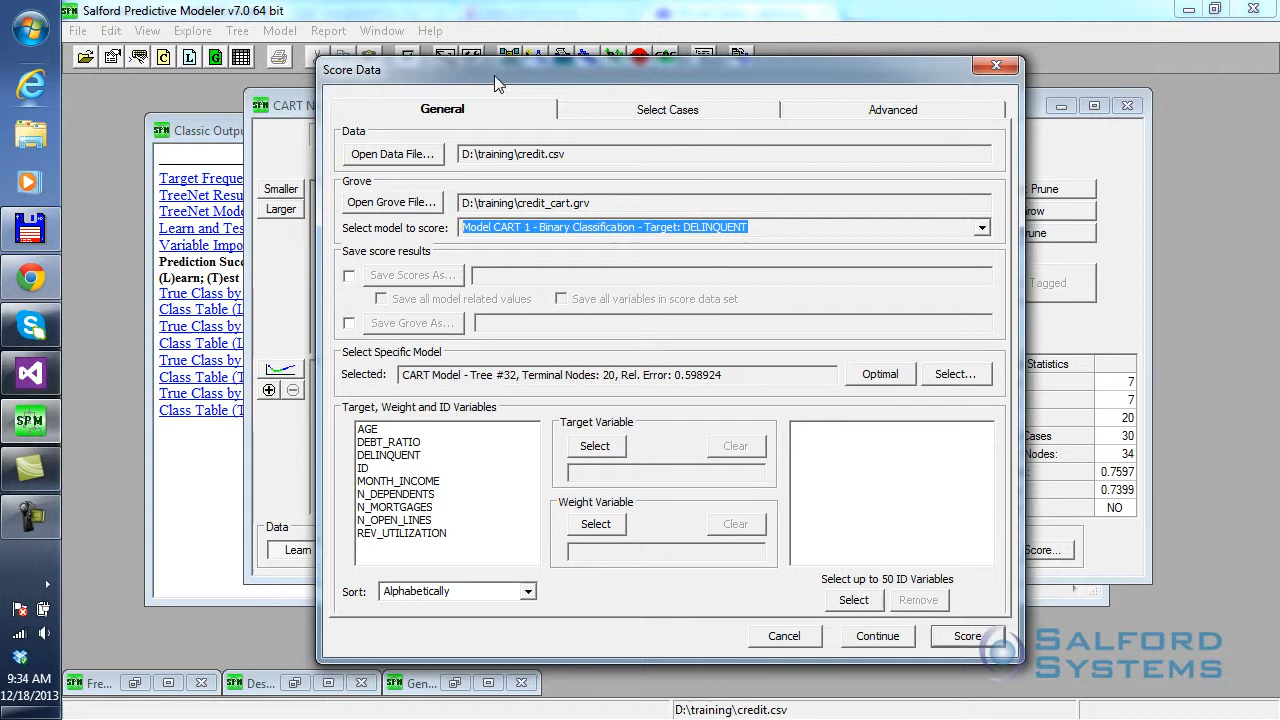 Salford Predictive Modeler v7.0 64 bit
File Edit View Explore Tree Model Report Window Help
Score Data
General Select Cases Advanced
Data
Open Data File... D:\training\credit.csv
Grove
Open Grove File... D:\training\credit_cart.grv
Select model to score: Model CART 1 - Binary Classification - Target: DELINQUENT
Save score results
Save Scores As...
Save all model related values Save all variables in score data set
Save Grove As...
Select Specific Model
Selected: CART Model - Tree #32, Terminal Nodes: 20, Rel. Error: 0.598924 Optimal Select...
Target, Weight and ID Variables
AGE
DEBT_RATIO
DELINQUENT
ID
MONTH_INCOME
N_DEPENDENTS
N_MORTGAGES
N_OPEN_LINES
REV_UTILIZATION
Target Variable
Select Clear
Weight Variable
Select Clear
Sort: Alphabetically
Select up to 50 ID Variables
Select Remove
Cancel Continue Score
CART N
Classic Outpu
Target Freque
TreeNet Resu
TreeNet Mode
Learn and Tes
Variable Impo
Prediction Succ
(L)earn; (T)est
True Class by
Class Table (L
True Class by
Class Table (L
True Class by
Class Table (T
True Class by
Class Table (T
Smaller
Larger
Data
Learn
Prune
Grow
rune
Tagged
Statistics
7
7
20
Cases 30
Nodes: 34
: 0.7597
0.7399
NO
core...
Fre... Des... Gen...
D:\training\credit.csv
9:34 AM
12/18/2013
SALFORD
SYSTEMS